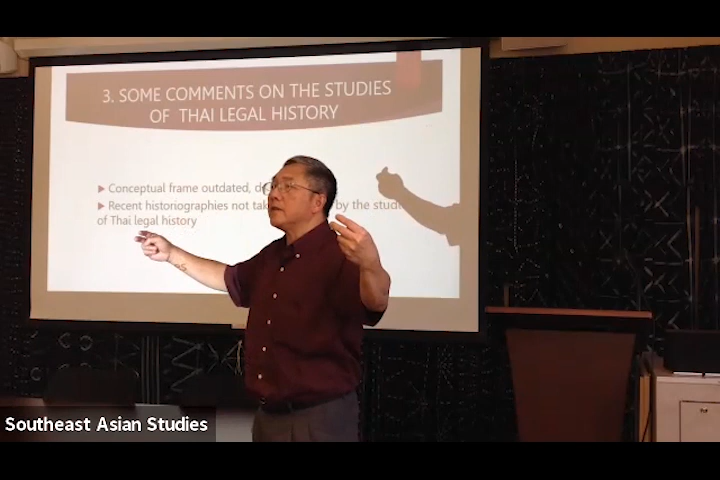 3. SOME COMMENTS ON THE STUDIES
OF THAI LEGAL HISTORY
Conceptual frame outdated,
Recent historiographies not by the
of Thai legal history
Southeast Asian Studies